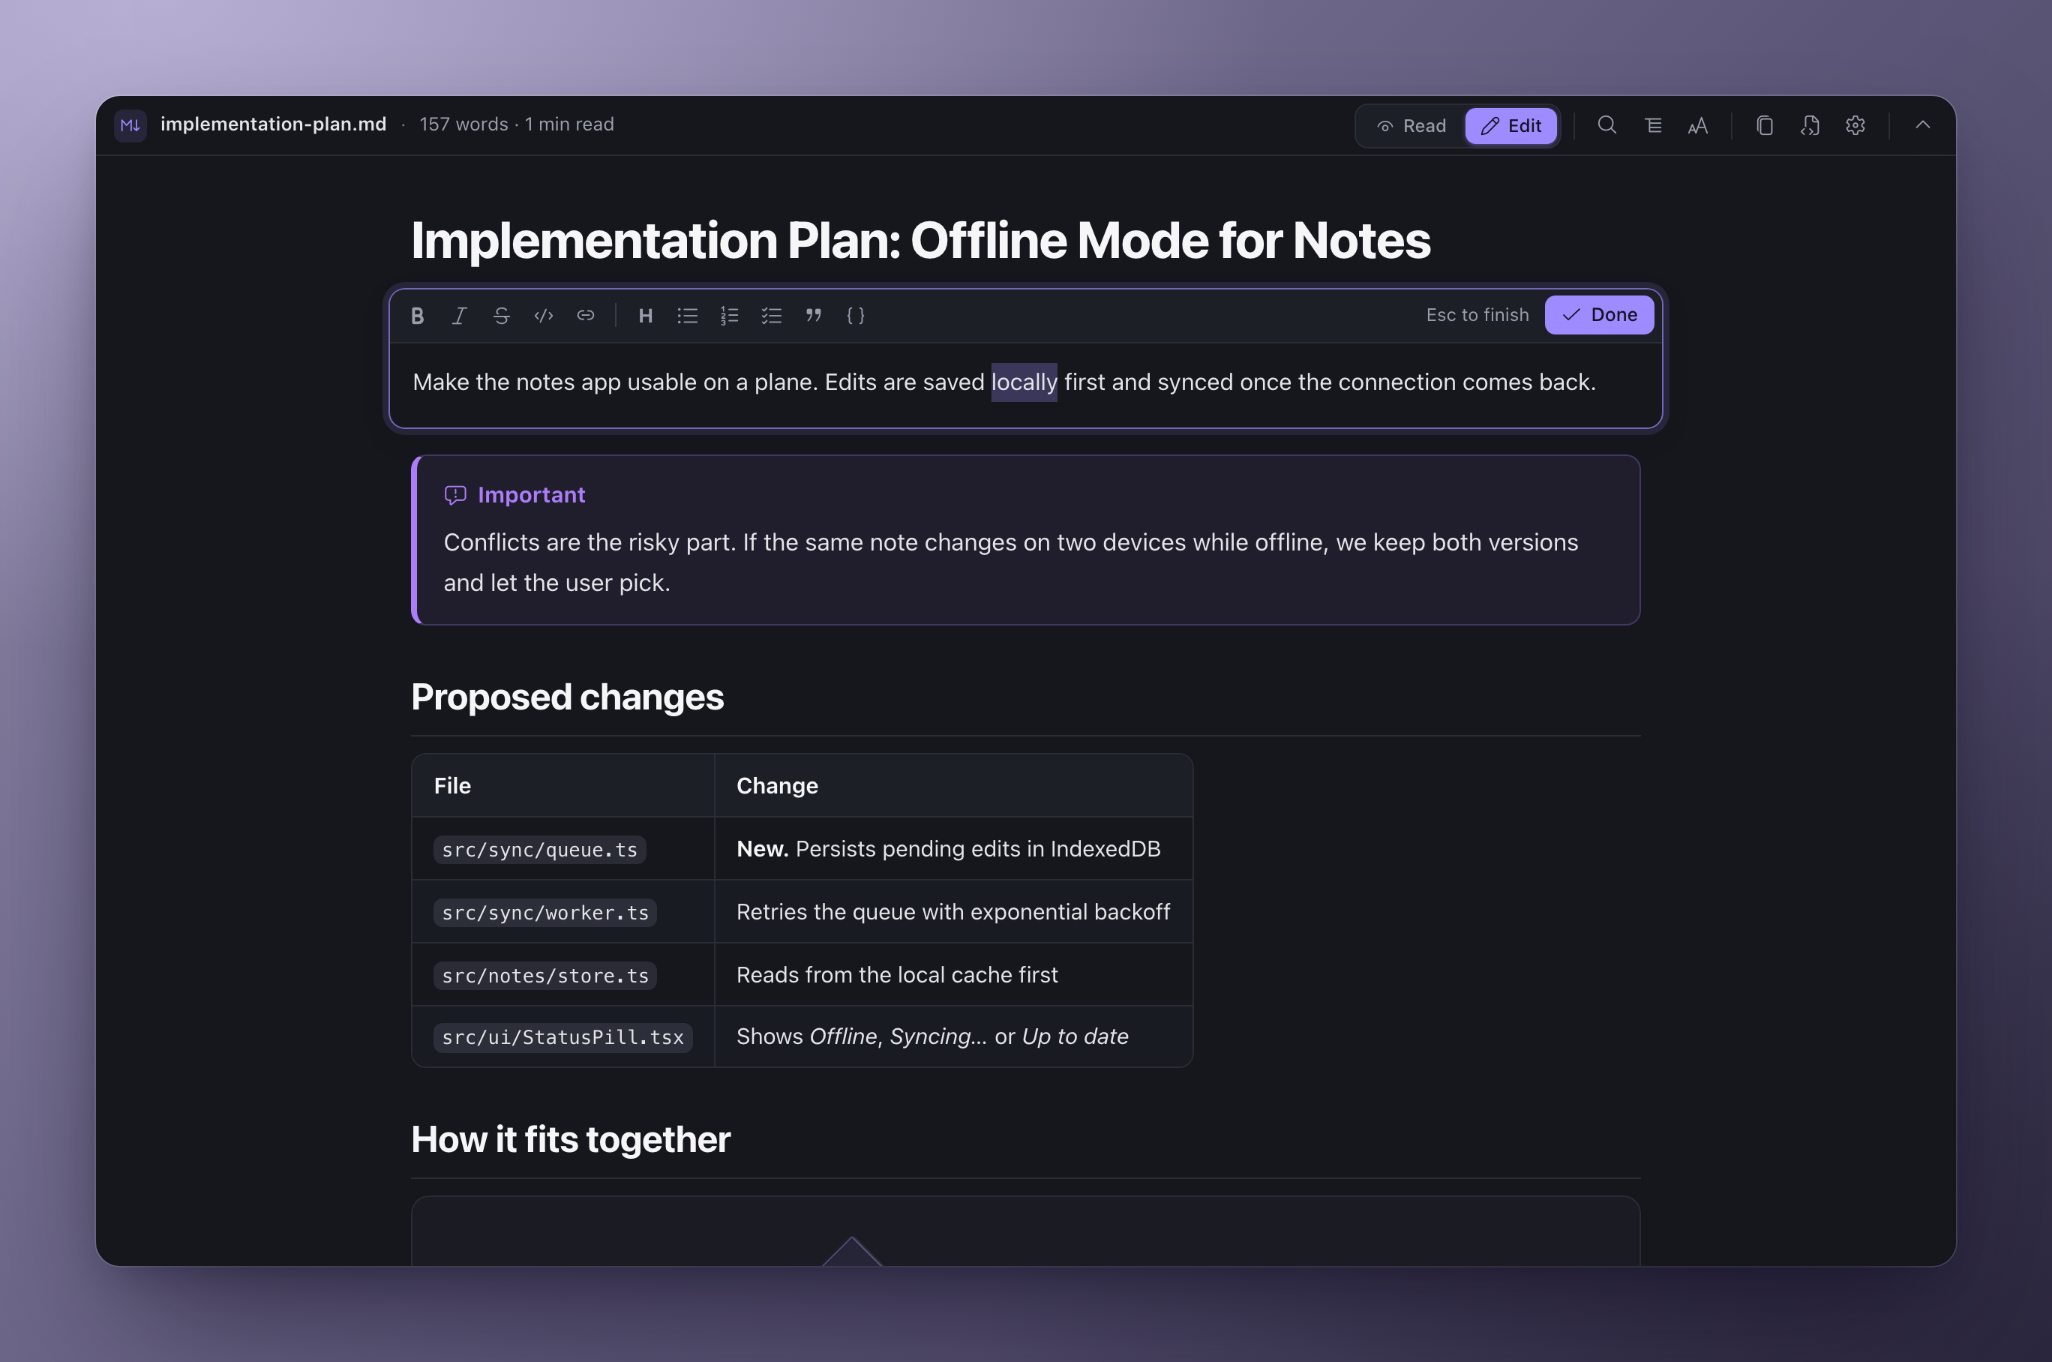 M↓ implementation-plan.md · 157 words · 1 min read
Read Edit
Implementation Plan: Offline Mode for Notes
B I S </> H { } Esc to finish Done
Make the notes app usable on a plane. Edits are saved locally first and synced once the connection comes back.
Important
Conflicts are the risky part. If the same note changes on two devices while offline, we keep both versions
and let the user pick.
Proposed changes
File Change
src/sync/queue.ts New. Persists pending edits in IndexedDB
src/sync/worker.ts Retries the queue with exponential backoff
src/notes/store.ts Reads from the local cache first
src/ui/StatusPill.tsx Shows Offline, Syncing… or Up to date
How it fits together